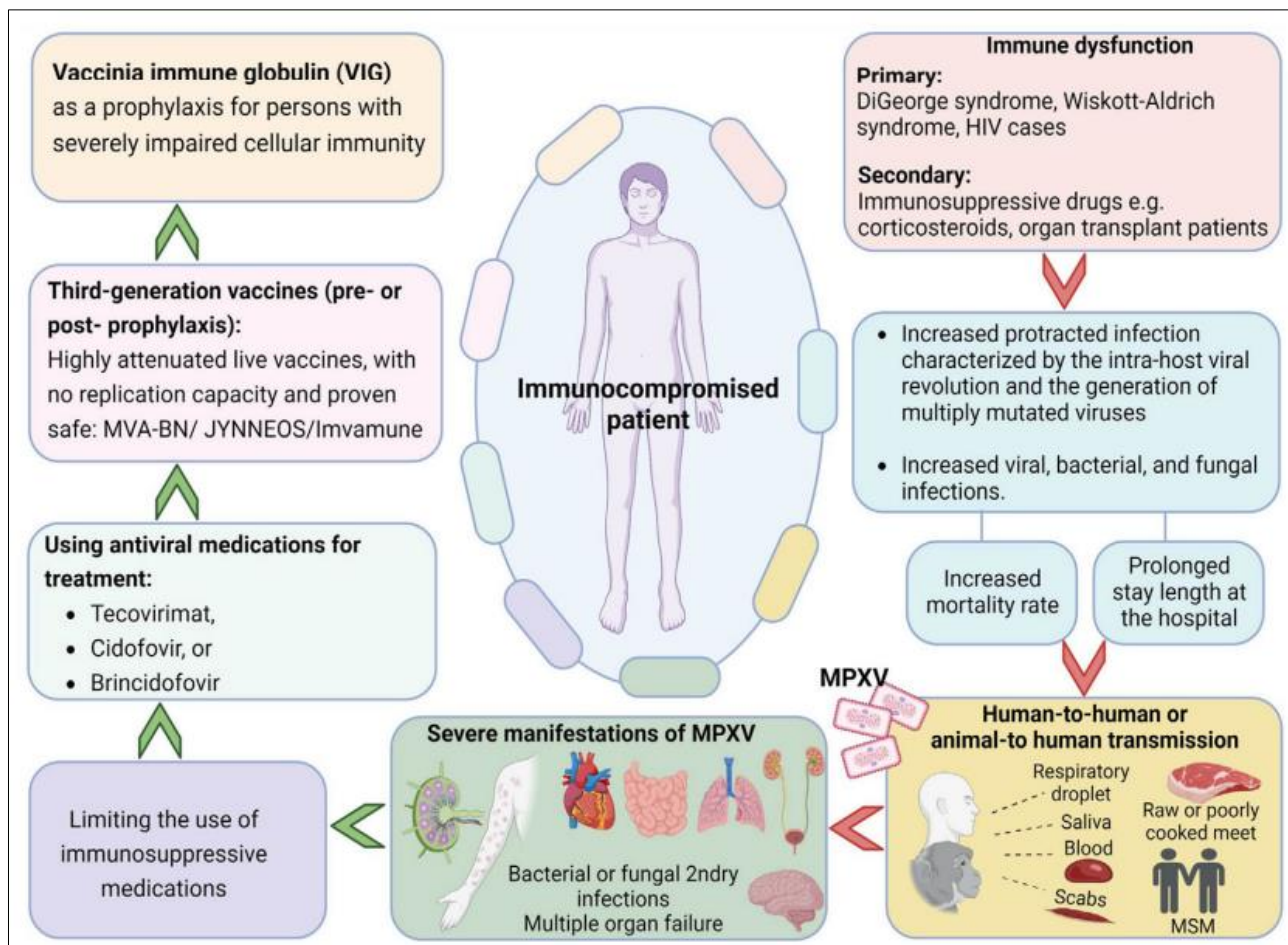 Vaccinia immune globulin (VIG)
as a prophylaxis for persons with
severely impaired cellular immunity
Third-generation vaccines (pre- or
post- prophylaxis):
Highly attenuated live vaccines, with
no replication capacity and proven
safe: MVA-BN/ JYNNEOS/Imvamune
Using antiviral medications for
treatment:
• Tecovirimat,
• Cidofovir, or
• Brincidofovir
Limiting the use of
immunosuppressive
medications
Immunocompromised
patient
Immune dysfunction
Primary:
DiGeorge syndrome, Wiskott-Aldrich
syndrome, HIV cases
Secondary:
Immunosuppressive drugs e.g.
corticosteroids, organ transplant patients
• Increased protracted infection
characterized by the intra-host viral
revolution and the generation of
multiply mutated viruses
• Increased viral, bacterial, and fungal
infections.
Increased
mortality rate
Prolonged
stay length at
the hospital
MPXV
Human-to-human or
animal-to human transmission
Respiratory
droplet
Saliva
Blood
Scabs
Raw or poorly
cooked meet
MSM
Severe manifestations of MPXV
Bacterial or fungal 2ndry
infections
Multiple organ failure